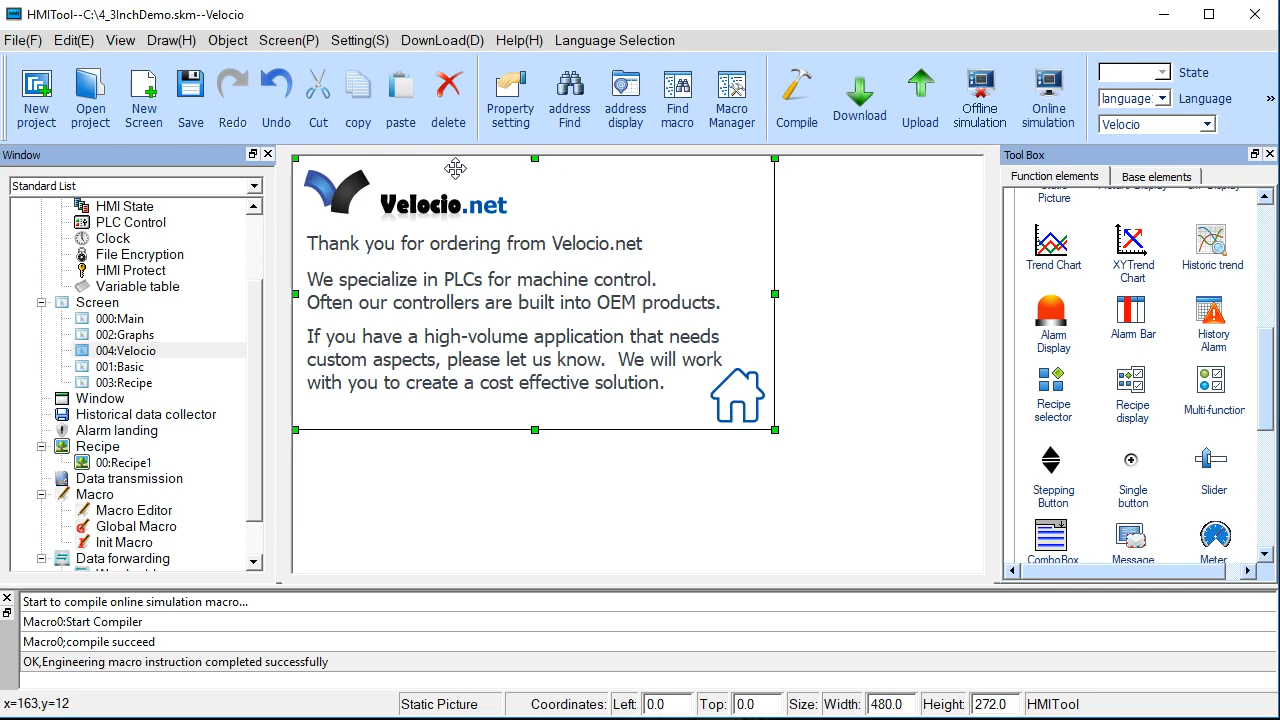 HMITool--C:\4_3InchDemo.skm--Velocio
File(F) Edit(E) View Draw(H) Object Screen(P) Setting(S) DownLoad(D) Help(H) Language Selection
New project
Open project
New Screen
Save
Redo
Undo
Cut
copy
paste
delete
Property setting
address Find
address display
Find macro
Macro Manager
Compile
Download
Upload
Offline simulation
Online simulation
State
language: Language
Velocio
Window
Standard List
HMI State
PLC Control
Clock
File Encryption
HMI Protect
Variable table
Screen
000:Main
002:Graphs
004:Velocio
001:Basic
003:Recipe
Window
Historical data collector
Alarm landing
Recipe
00:Recipe1
Data transmission
Macro
Macro Editor
Global Macro
Init Macro
Data forwarding
Velocio.net
Thank you for ordering from Velocio.net
We specialize in PLCs for machine control.
Often our controllers are built into OEM products.
If you have a high-volume application that needs
custom aspects, please let us know. We will work
with you to create a cost effective solution.
Tool Box
Function elements Base elements
Picture
Trend Chart
XYTrend Chart
Historic trend
Alarm Display
Alarm Bar
History Alarm
Recipe selector
Recipe display
Multi-function
Stepping Button
Single button
Slider
ComboBox
Message
Meter
Start to compile online simulation macro...
Macro0:Start Compiler
Macro0;compile succeed
OK,Engineering macro instruction completed successfully
x=163,y=12 Static Picture Coordinates: Left: 0.0 Top: 0.0 Size: Width: 480.0 Height: 272.0 HMITool